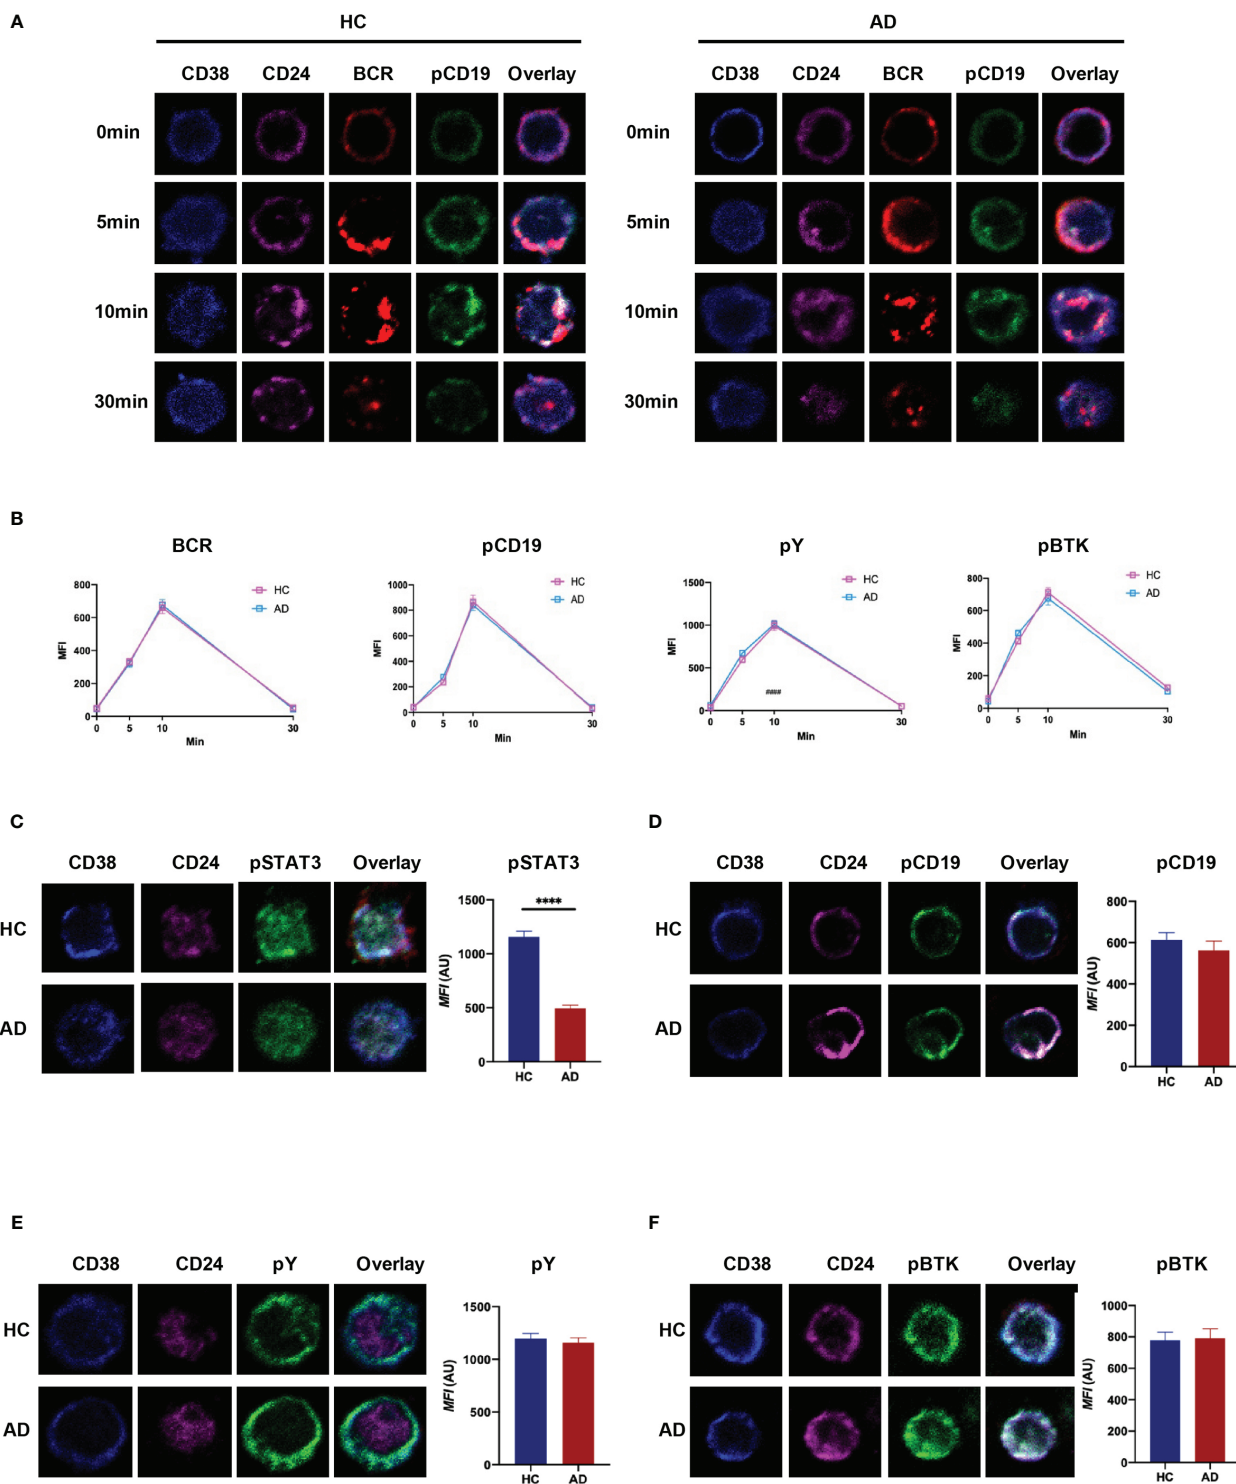 A
HC
AD
CD38 CD24 BCR pCD19 Overlay
CD38 CD24 BCR pCD19 Overlay
0min
0min
5min
5min
10min
10min
30min
30min
B
BCR
MFI
800
600
400
200
0
0 5 10 30
Min
HC
AD
pCD19
MFI
1000
800
600
400
200
0
0 5 10 30
Min
HC
AD
pY
MFI
1500
1000
500
0
####
0 5 10 30
Min
HC
AD
pBTK
MFI
800
600
400
200
0
0 5 10 30
Min
HC
AD
C
CD38 CD24 pSTAT3 Overlay
HC
AD
pSTAT3
****
MFI (AU)
1500
1000
500
0
HC AD
D
CD38 CD24 pCD19 Overlay
HC
AD
pCD19
MFI (AU)
800
600
400
200
0
HC AD
E
CD38 CD24 pY Overlay
HC
AD
pY
MFI (AU)
1500
1000
500
0
HC AD
F
CD38 CD24 pBTK Overlay
HC
AD
pBTK
MFI (AU)
1000
800
600
400
200
0
HC AD